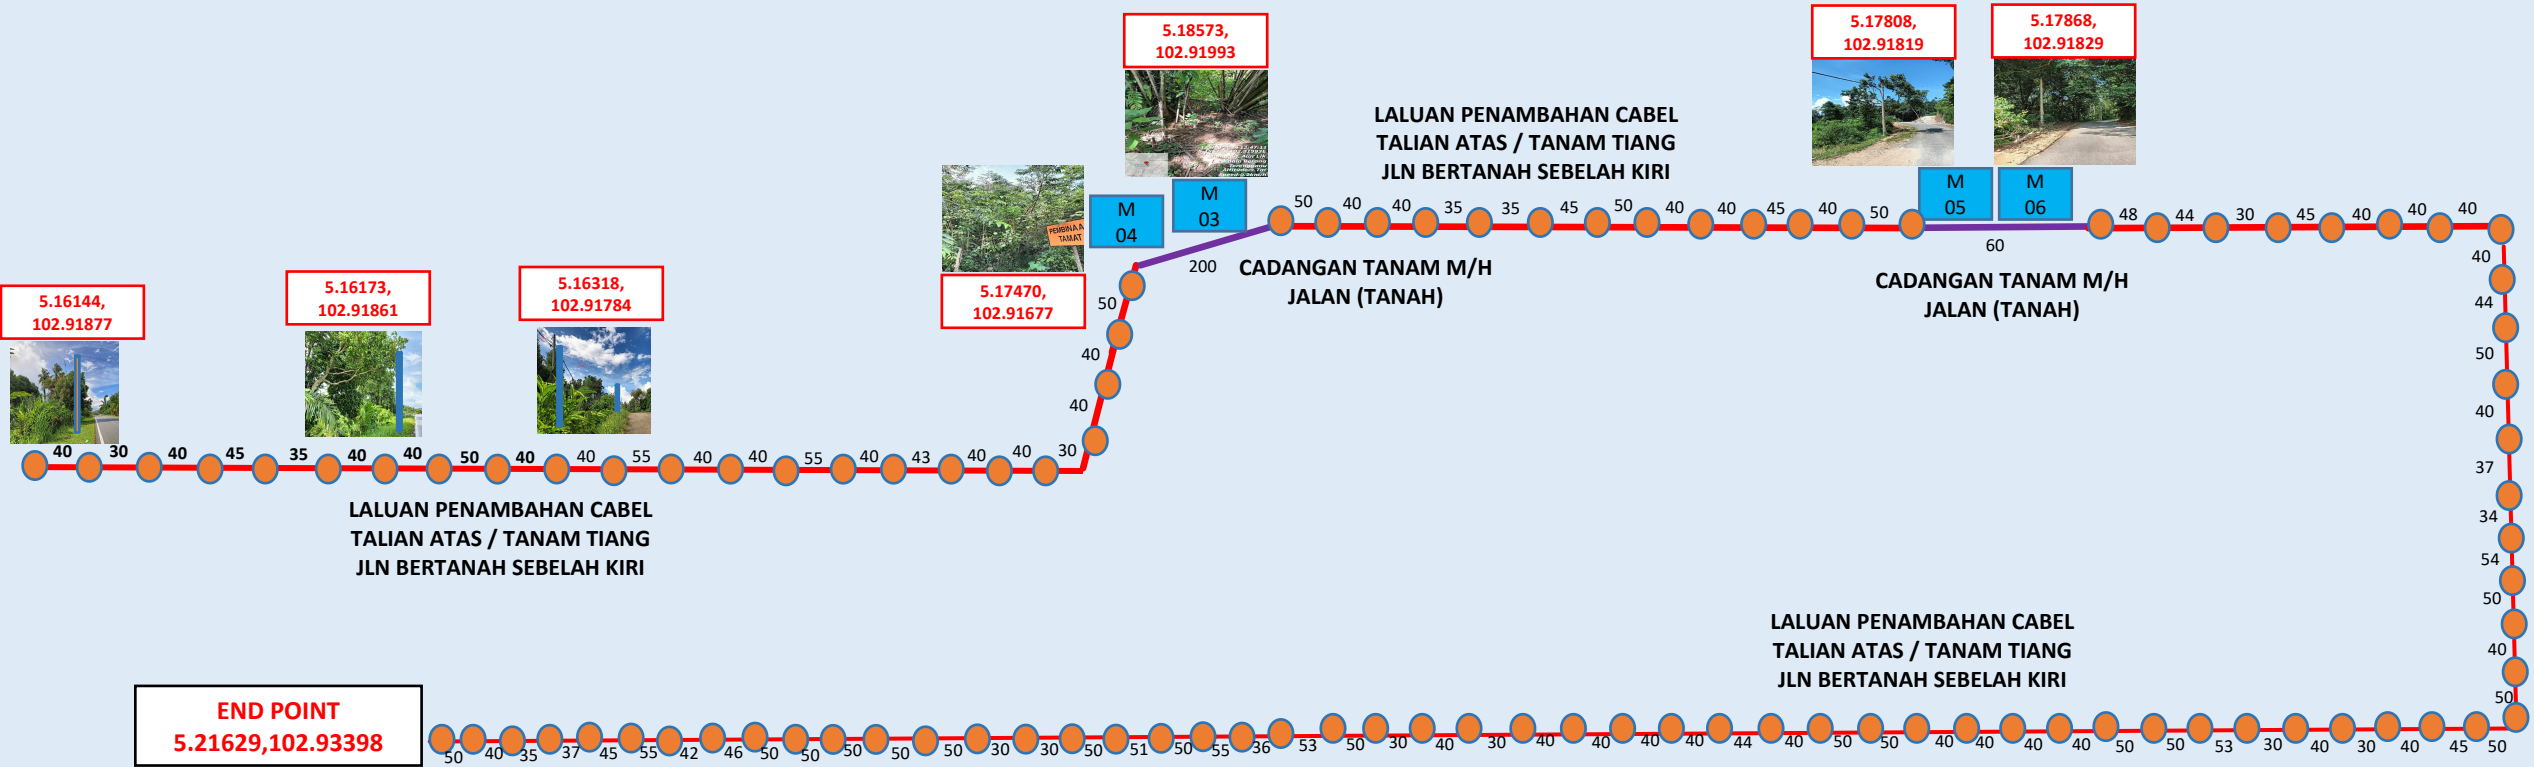 5.18573,
102.91993
5.17808,
102.91819
5.17868,
102.91829
LALUAN PENAMBAHAN CABEL
TALIAN ATAS / TANAM TIANG
JLN BERTANAH SEBELAH KIRI
PEMBINAA
TAMAT
M
04
M
03
M
05
M
06
50 40 40 35 35 45 50 40 40 45 40 50
60
48 44 30 45 40 40 40
200
CADANGAN TANAM M/H
JALAN (TANAH)
CADANGAN TANAM M/H
JALAN (TANAH)
5.17470,
102.91677
5.16144,
102.91877
5.16173,
102.91861
5.16318,
102.91784
50
40
40
30
40 30 40 45 35 40 40 50 40 40 55 40 40 55 40 43 40 40 30
LALUAN PENAMBAHAN CABEL
TALIAN ATAS / TANAM TIANG
JLN BERTANAH SEBELAH KIRI
40
44
50
40
37
34
54
50
40
50
LALUAN PENAMBAHAN CABEL
TALIAN ATAS / TANAM TIANG
JLN BERTANAH SEBELAH KIRI
END POINT
5.21629,102.93398
50 40 35 37 45 55 42 46 50 50 50 50 50 30 30 50 51 50 55 36 53 50 30 40 30 40 40 40 40 44 40 50 50 40 40 40 40 50 50 53 30 40 30 40 45 50